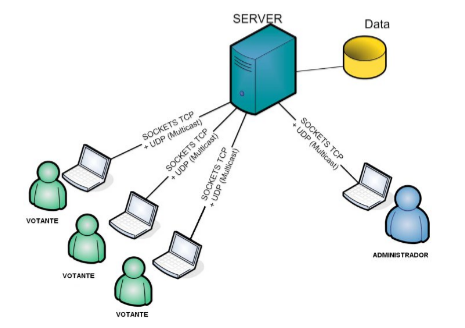 SERVER
Data
SOCKETS TCP
+ UDP (Multicast)
SOCKETS TCP
+ UDP (Multicast)
SOCKETS TCP
+ UDP (Multicast)
SOCKETS TCP
+ UDP (Multicast)
VOTANTE
VOTANTE
VOTANTE
ADMINISTRADOR